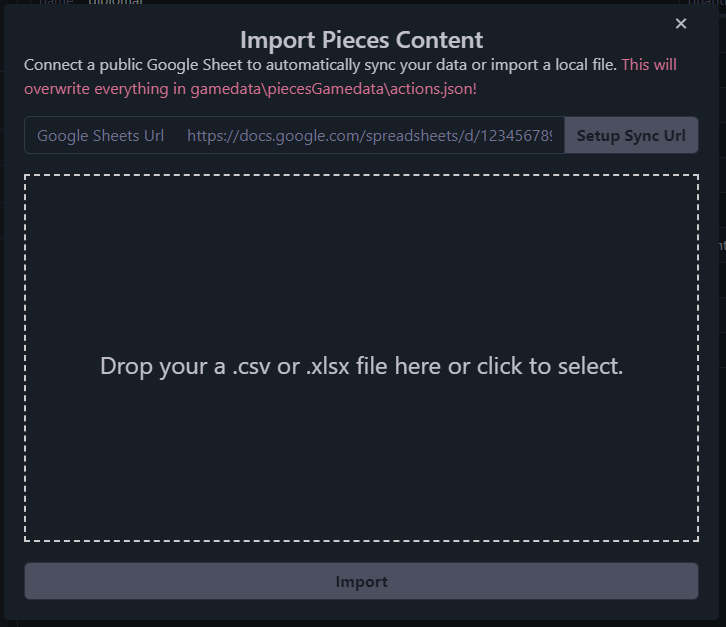 Import Pieces Content
Connect a public Google Sheet to automatically sync your data or import a local file. This will
overwrite everything in gamedata\piecesGamedata\actions.json!
Google Sheets Url https://docs.google.com/spreadsheets/d/123456789 Setup Sync Url
Drop your a .csv or .xlsx file here or click to select.
Import